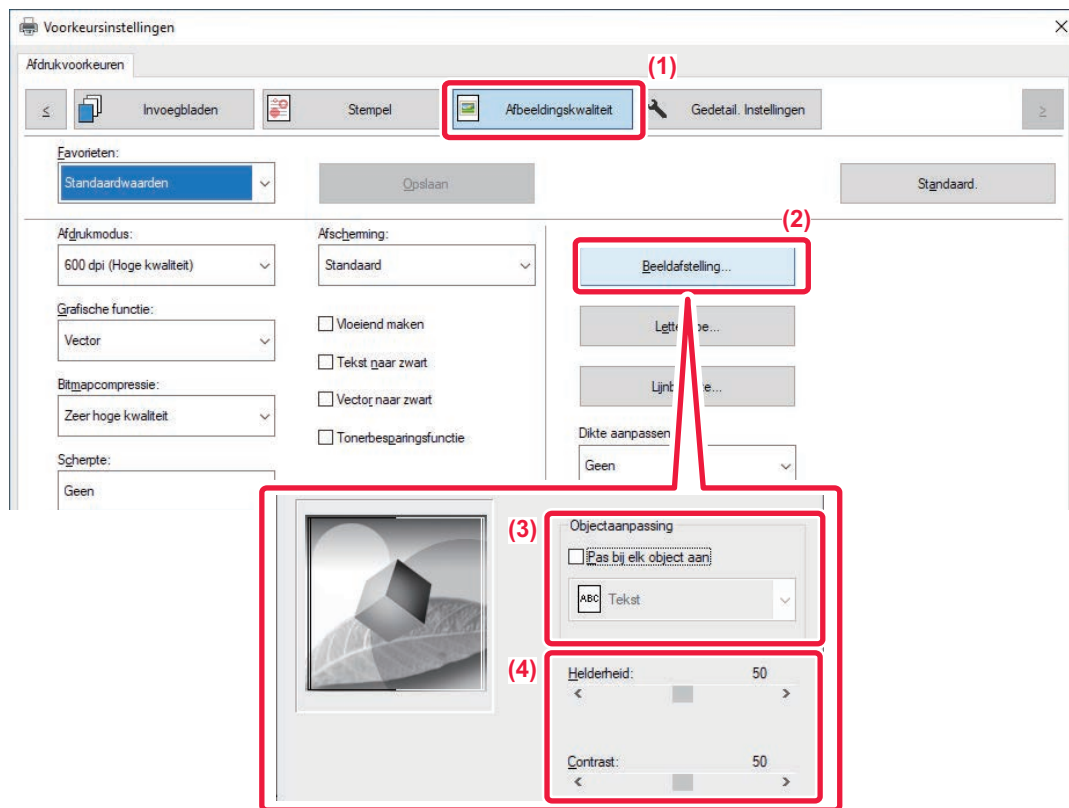 Voorkeursinstellingen
Afdrukvoorkeuren
(1)
<
Invoegbladen
Stempel
Afbeeldingskwaliteit
Gedetail. Instellingen
>
Favorieten:
Standaardwaarden
Opslaan
Standaard.
(2)
Afdrukmodus:
600 dpi (Hoge kwaliteit)
Afscherming:
Standaard
Beeldafstelling...
Grafische functie:
Vector
Vloeiend maken
Tekst naar zwart
Vector naar zwart
Tonerbesparingsfunctie
Bitmapcompressie:
Zeer hoge kwaliteit
Dikte aanpassen
Geen
Scherpte:
Geen
(3)
Objectaanpassing
Pas bij elk object aan
ABC Tekst
(4)
Helderheid: 50
< >
Contrast: 50
< >